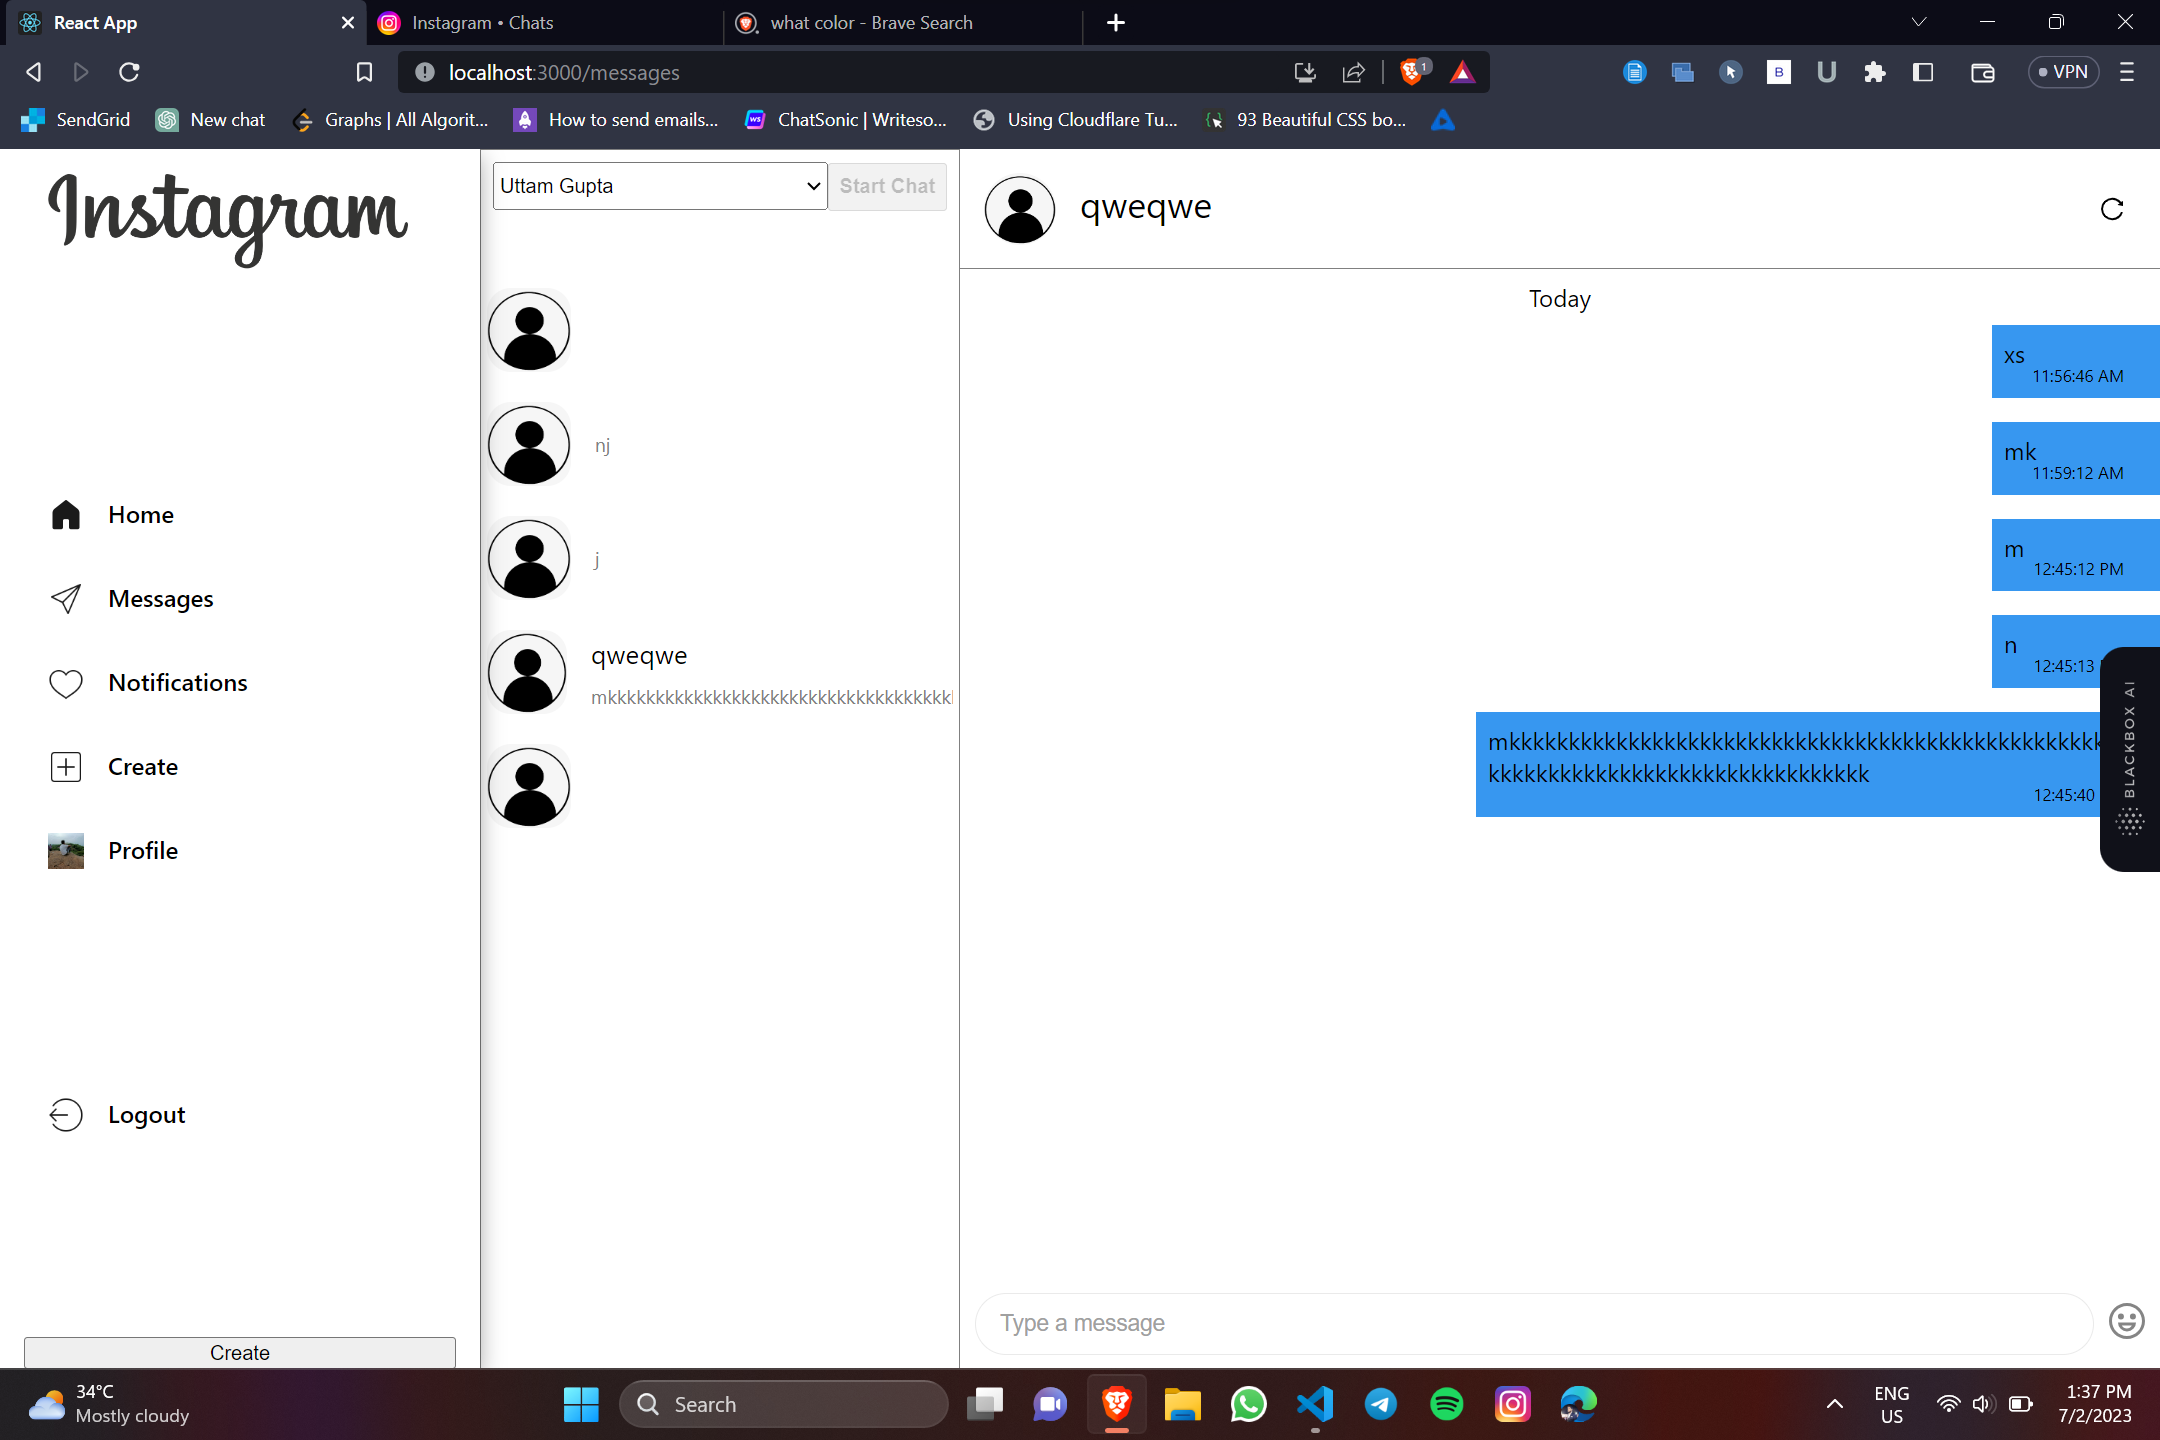 React App
Instagram • Chats
what color - Brave Search
localhost:3000/messages
1
B
U
VPN
SendGrid
New chat
Graphs | All Algorit...
How to send emails...
ws
ChatSonic | Writeso...
Using Cloudflare Tu...
93 Beautiful CSS bo...
Instagram
Home
Messages
Notifications
Create
Profile
Logout
Create
Uttam Gupta
Start Chat
nj
j
qweqwe
qweqwe
Today
xs
11:56:46 AM
mk
11:59:12 AM
m
12:45:12 PM
n
12:45:13
12:45:40
BLACKBOX AI
Type a message
34°C
Mostly cloudy
Search
ENG
US
1:37 PM
7/2/2023